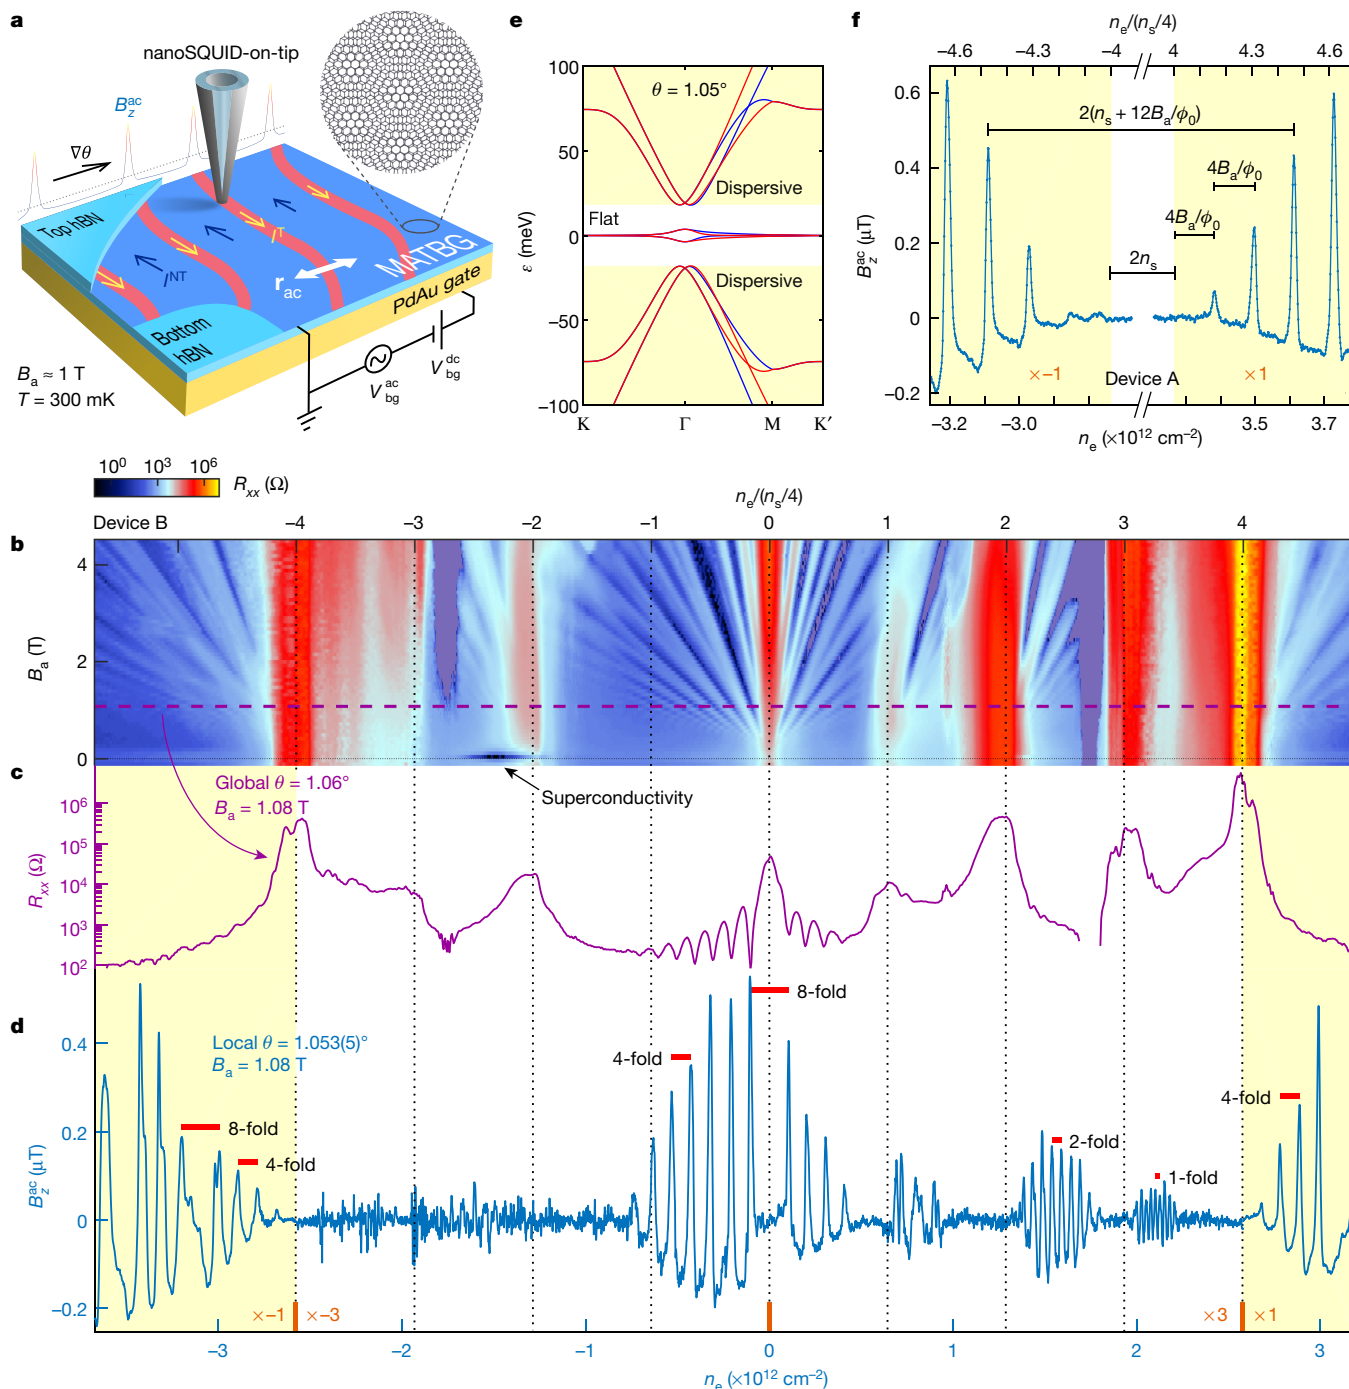 a
nanoSQUID-on-tip
B_z^ac
∇θ
Top hBN
I^NT
I^T
r_ac
MATBG
PdAu gate
Bottom
hBN
B_a ≈ 1 T
T = 300 mK
V_bg^ac
V_bg^dc
e
100
50
0
−50
−100
ε (meV)
θ = 1.05°
Dispersive
Flat
Dispersive
K
Γ
M
K′
f
n_e/(n_s/4)
−4.6
−4.3
−4
4
4.3
4.6
0.6
0.4
0.2
0
−0.2
B_z^ac (μT)
2(n_s + 12B_a/ϕ_0)
4B_a/ϕ_0
4B_a/ϕ_0
2n_s
×−1
Device A
×1
−3.2
−3.0
3.5
3.7
n_e (×10^12 cm^−2)
10^0
10^3
10^6
R_xx (Ω)
n_e/(n_s/4)
Device B
−4
−3
−2
−1
0
1
2
3
4
b
4
2
0
B_a (T)
c
Global θ = 1.06°
B_a = 1.08 T
Superconductivity
10^6
10^5
10^4
10^3
10^2
R_xx (Ω)
8-fold
d
Local θ = 1.053(5)°
B_a = 1.08 T
4-fold
4-fold
8-fold
4-fold
2-fold
1-fold
0.4
0.2
0
−0.2
B_z^ac (μT)
×−1
×−3
×3
×1
−3
−2
−1
0
1
2
3
n_e (×10^12 cm^−2)